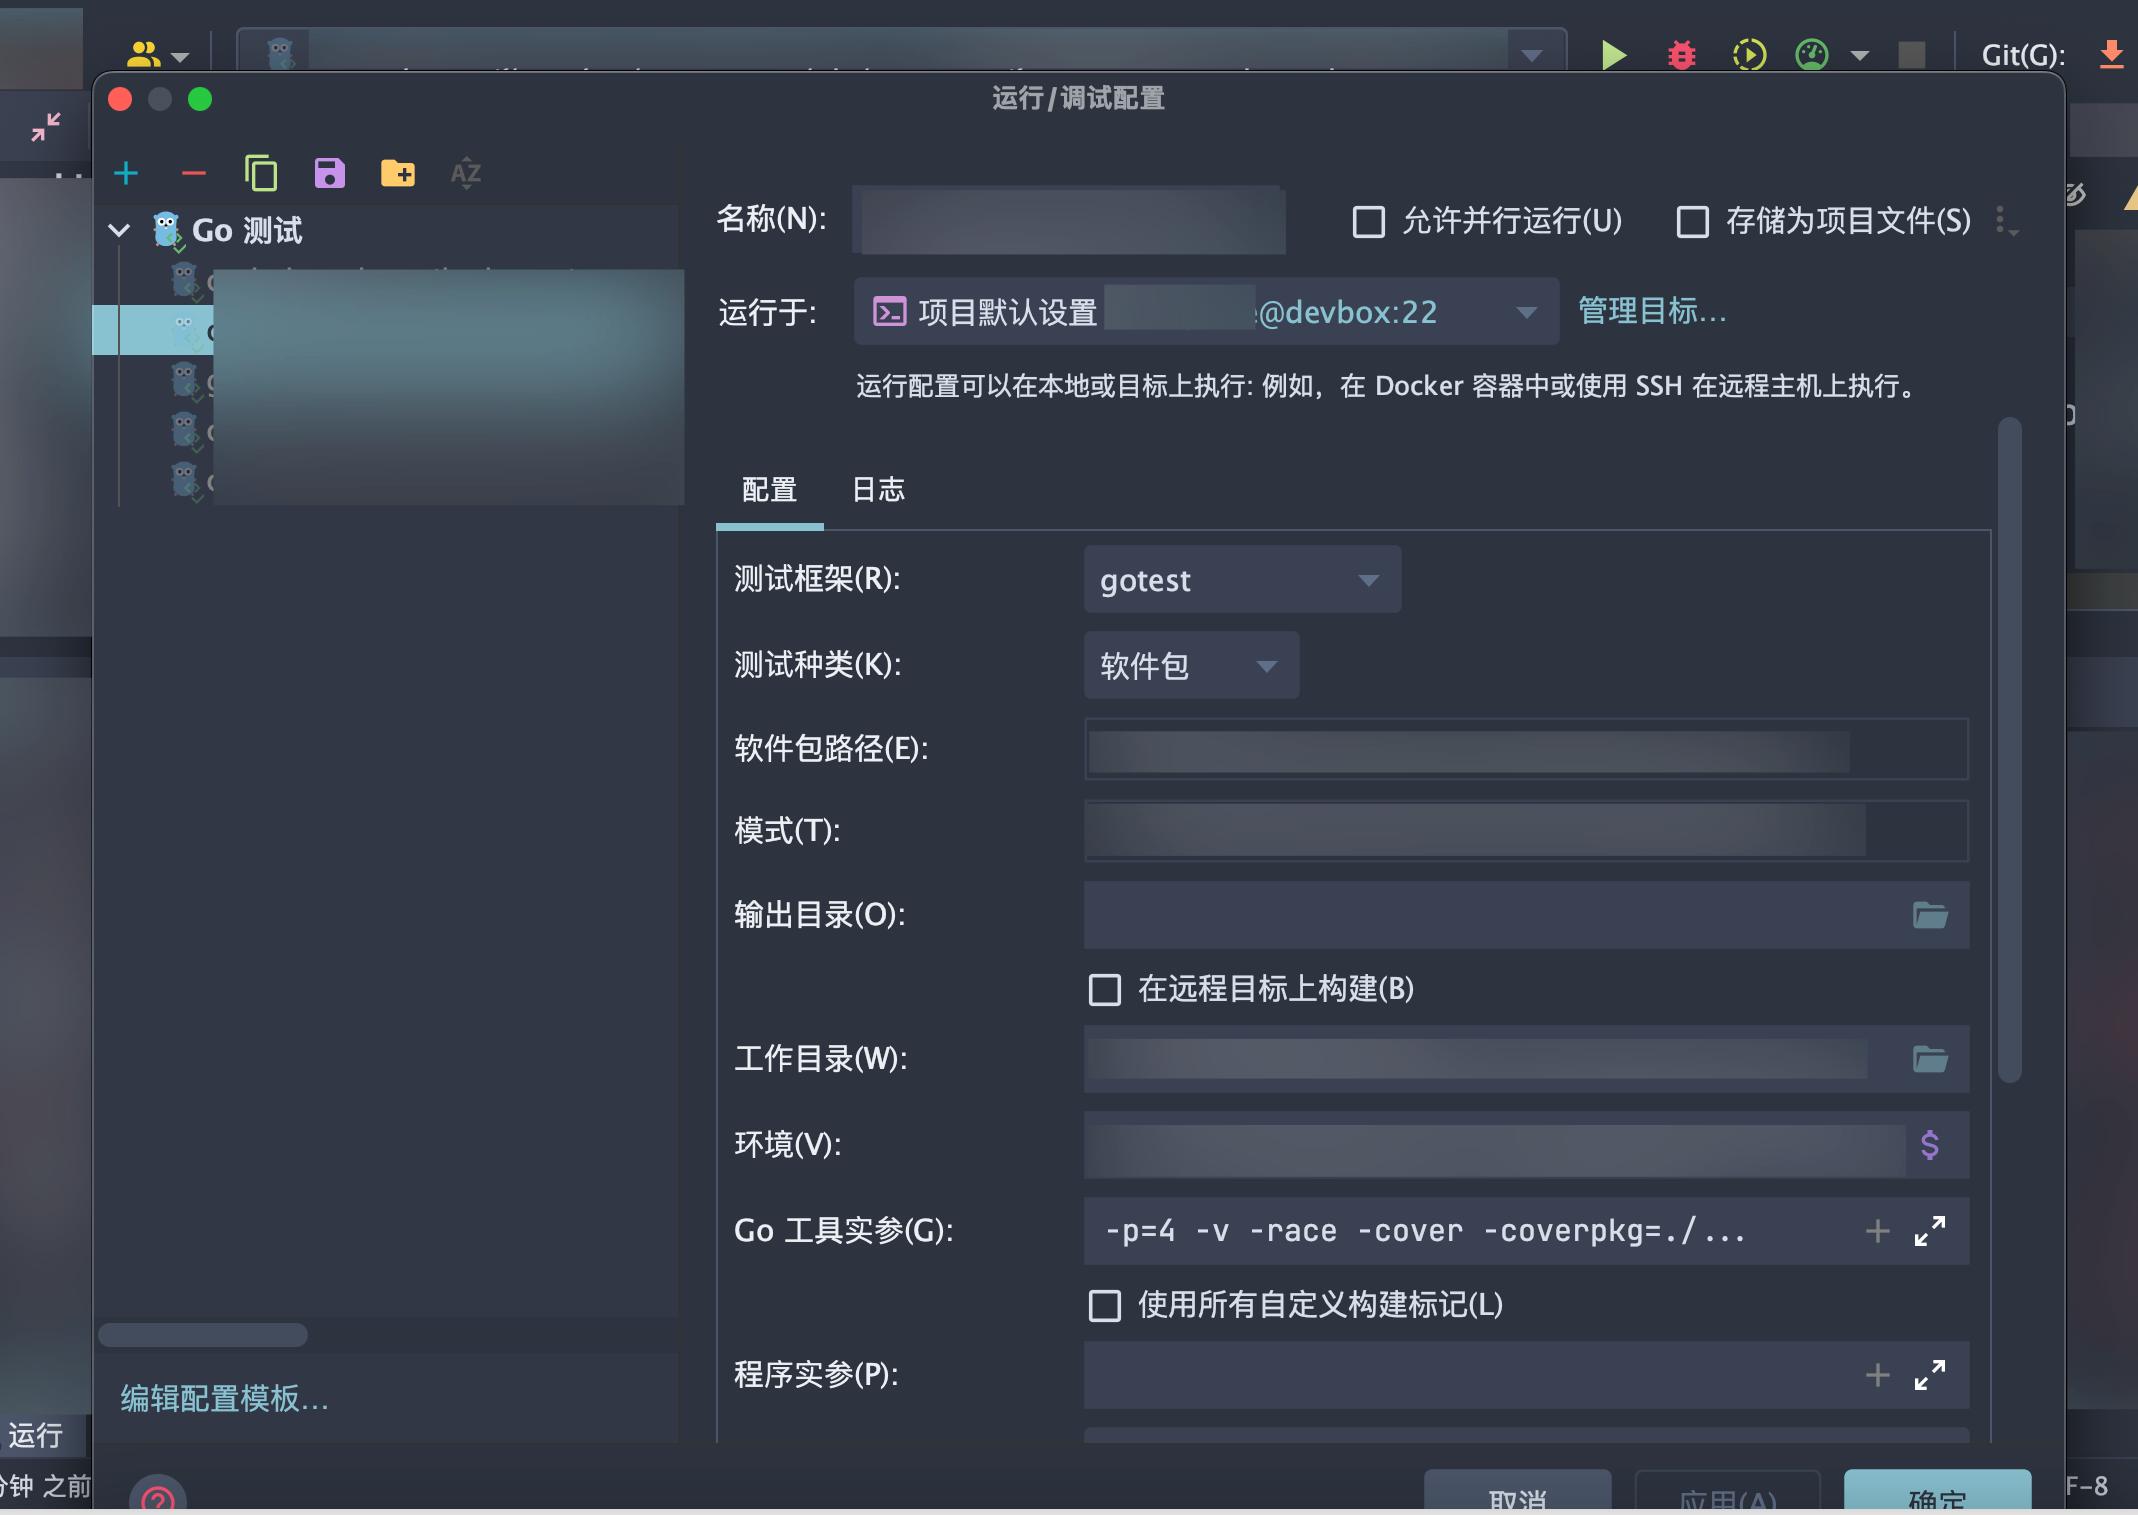 Git(G):
运行/调试配置
AZ
Go 测试
名称(N):
允许并行运行(U)
存储为项目文件(S)
运行于:
项目默认设置
@devbox:22
管理目标...
运行配置可以在本地或目标上执行: 例如，在 Docker 容器中或使用 SSH 在远程主机上执行。
配置
日志
测试框架(R):
gotest
测试种类(K):
软件包
软件包路径(E):
模式(T):
输出目录(O):
在远程目标上构建(B)
工作目录(W):
环境(V):
Go 工具实参(G):
-p=4 -v -race -cover -coverpkg=./...
使用所有自定义构建标记(L)
程序实参(P):
编辑配置模板...
运行
分钟 之前
取消
应用(A)
确定
F-8